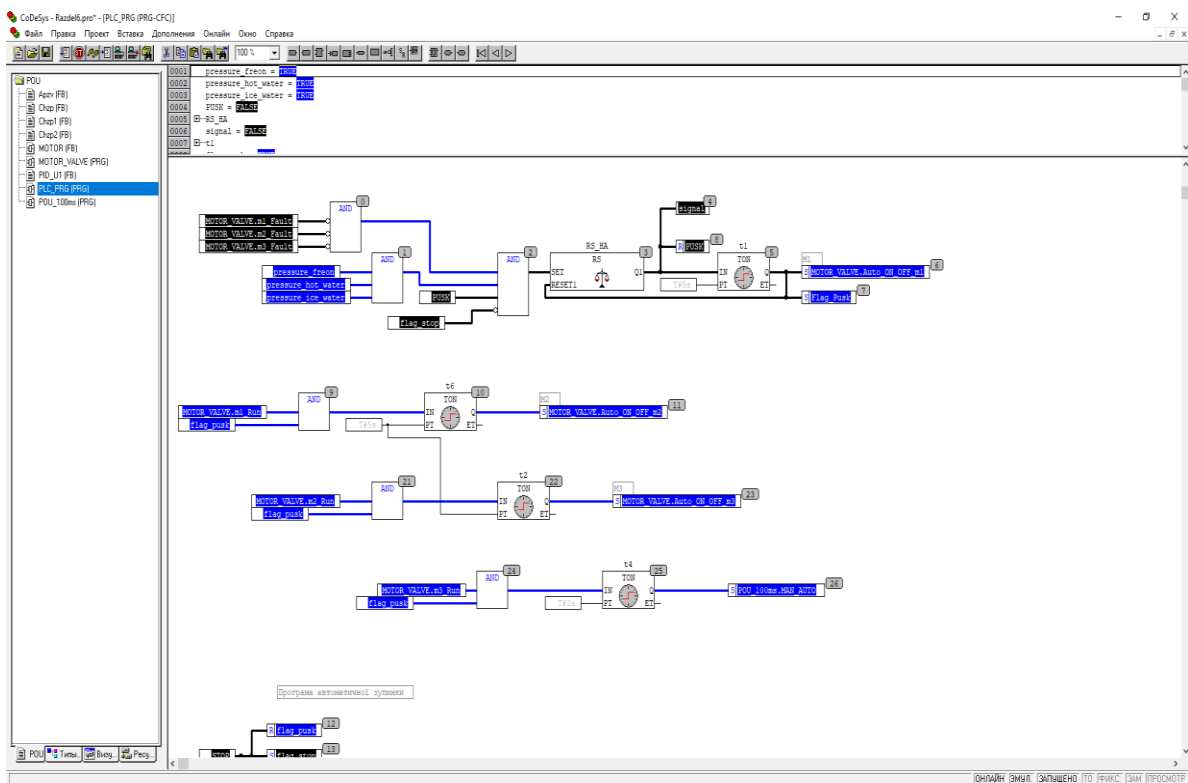 CoDeSys - Razdel6.pro* - [PLC_PRG (PRG-CFC)]
Файл Правка Проект Вставка Дополнения Онлайн Окно Справка
100 %
POU
Apzv (FB)
Chzp (FB)
Chzp1 (FB)
Chzp2 (FB)
MOTOR (FB)
MOTOR_VALVE (PRG)
PID_U1 (FB)
PLC_PRG (PRG)
POU_100ms (PRG)
0001 pressure_freon = TRUE
0002 pressure_hot_water = TRUE
0003 pressure_ice_water = TRUE
0004 PUSK = FALSE
0005 RS_HA
0006 signal = FALSE
0007 t1
AND 0
MOTOR_VALVE.m1_Fault
MOTOR_VALVE.m2_Fault
MOTOR_VALVE.m3_Fault
AND 1
pressure_freon
pressure_hot_water
pressure_ice_water
AND 2
PUSK
flag_stop
RS_HA
RS 3
SET Q1
RESET1
signal 4
R PUSK 8
t1
TON 5
IN Q
T#5s PT ET
M1
S MOTOR_VALVE.Auto_ON_OFF_m1 6
S Flag_Pusk 7
AND 9
MOTOR_VALVE.m1_Run
flag_pusk
t6
TON 10
IN Q
T#5s PT ET
M2
S MOTOR_VALVE.Auto_ON_OFF_m2 11
AND 21
MOTOR_VALVE.m2_Run
flag_pusk
t2
TON 22
IN Q
PT ET
M3
S MOTOR_VALVE.Auto_ON_OFF_m3 23
AND 24
MOTOR_VALVE.m3_Run
flag_pusk
t4
TON 25
IN Q
T#2s PT ET
S POU_100ms.MAN_AUTO 26
Програма автоматичної зупинки
R flag_pusk 12
STOP S flag_stop 13
POU Типы.. Визу... Ресу...
ОНЛАЙН ЭМУЛ. ЗАПУЩЕНО ТО ФИКС. ЗАМ ПРОСМОТР